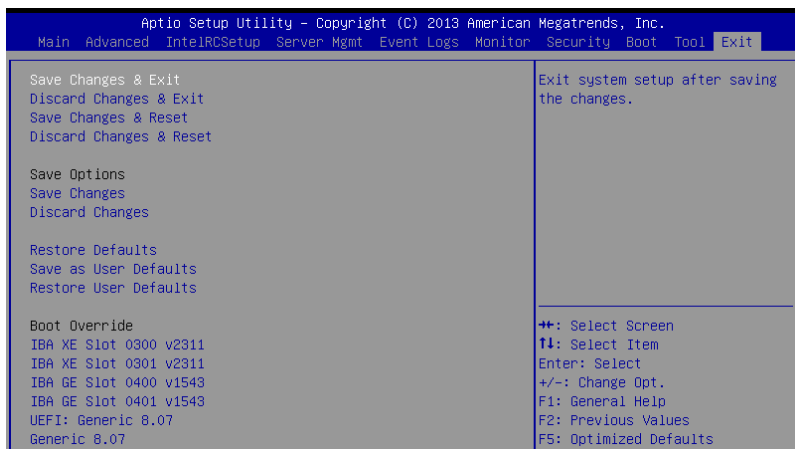 Aptio Setup Utility – Copyright (C) 2013 American Megatrends, Inc.
Main Advanced IntelRCSetup Server Mgmt Event Logs Monitor Security Boot Tool Exit
Save Changes & Exit
Discard Changes & Exit
Save Changes & Reset
Discard Changes & Reset
Save Options
Save Changes
Discard Changes
Restore Defaults
Save as User Defaults
Restore User Defaults
Boot Override
IBA XE Slot 0300 v2311
IBA XE Slot 0301 v2311
IBA GE Slot 0400 v1543
IBA GE Slot 0401 v1543
UEFI: Generic 8.07
Generic 8.07
Exit system setup after saving
the changes.
→←: Select Screen
↑↓: Select Item
Enter: Select
+/-: Change Opt.
F1: General Help
F2: Previous Values
F5: Optimized Defaults